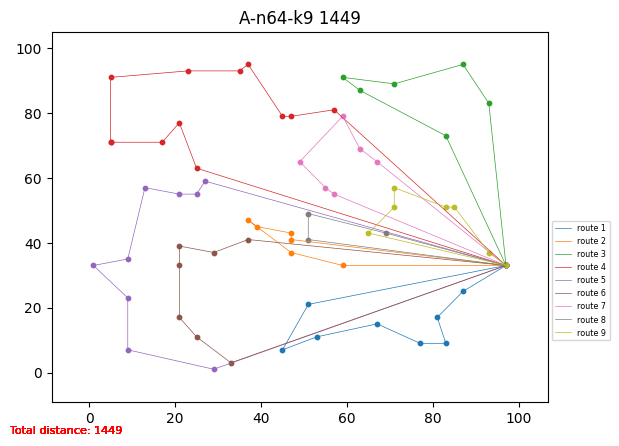 A-n64-k9 1449
100
80
60
40
20
0
0 20 40 60 80 100
route 1
route 2
route 3
route 4
route 5
route 6
route 7
route 8
route 9
Total distance: 1449